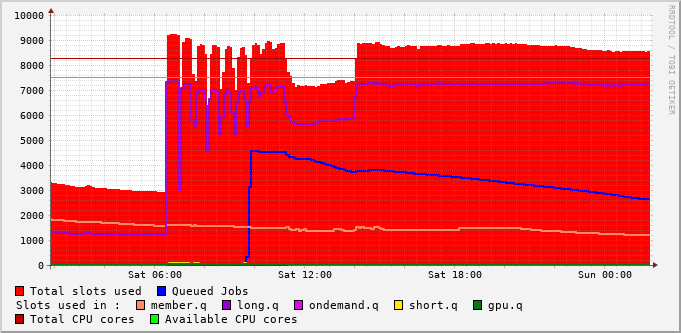 10000
9000
8000
7000
6000
5000
4000
3000
2000
1000
0
Sat 06:00 Sat 12:00 Sat 18:00 Sun 00:00
RRDTOOL / TOBI OETIKER
Total slots used Queued Jobs
Slots used in : member.q long.q ondemand.q short.q gpu.q
Total CPU cores Available CPU cores